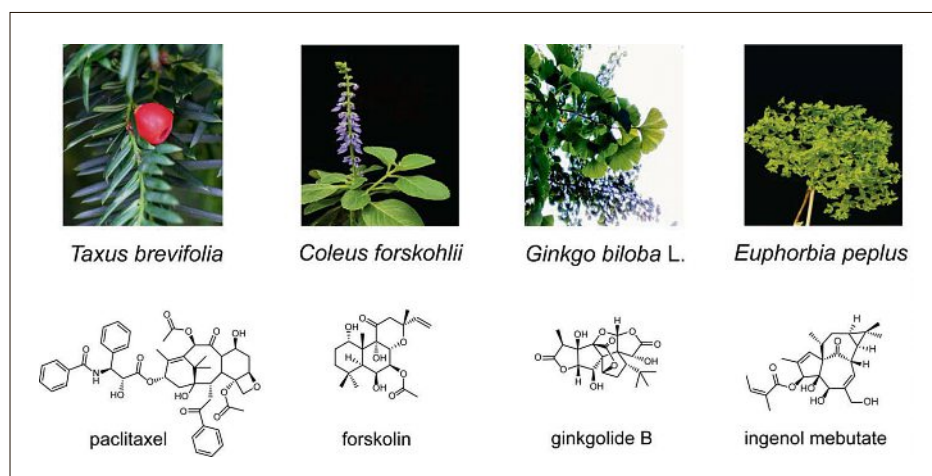 Taxus brevifolia
Coleus forskohlii
Ginkgo biloba L.
Euphorbia peplus
paclitaxel
forskolin
ginkgolide B
ingenol mebutate